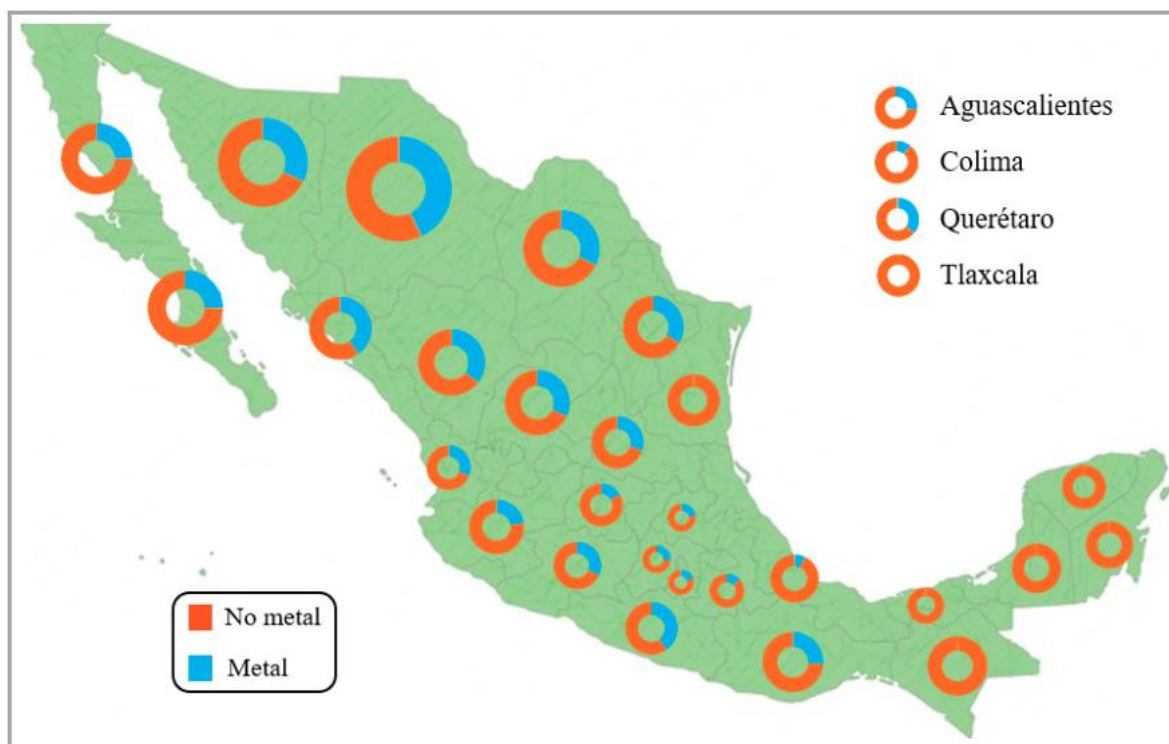 Aguascalientes
Colima
Querétaro
Tlaxcala
No metal
Metal